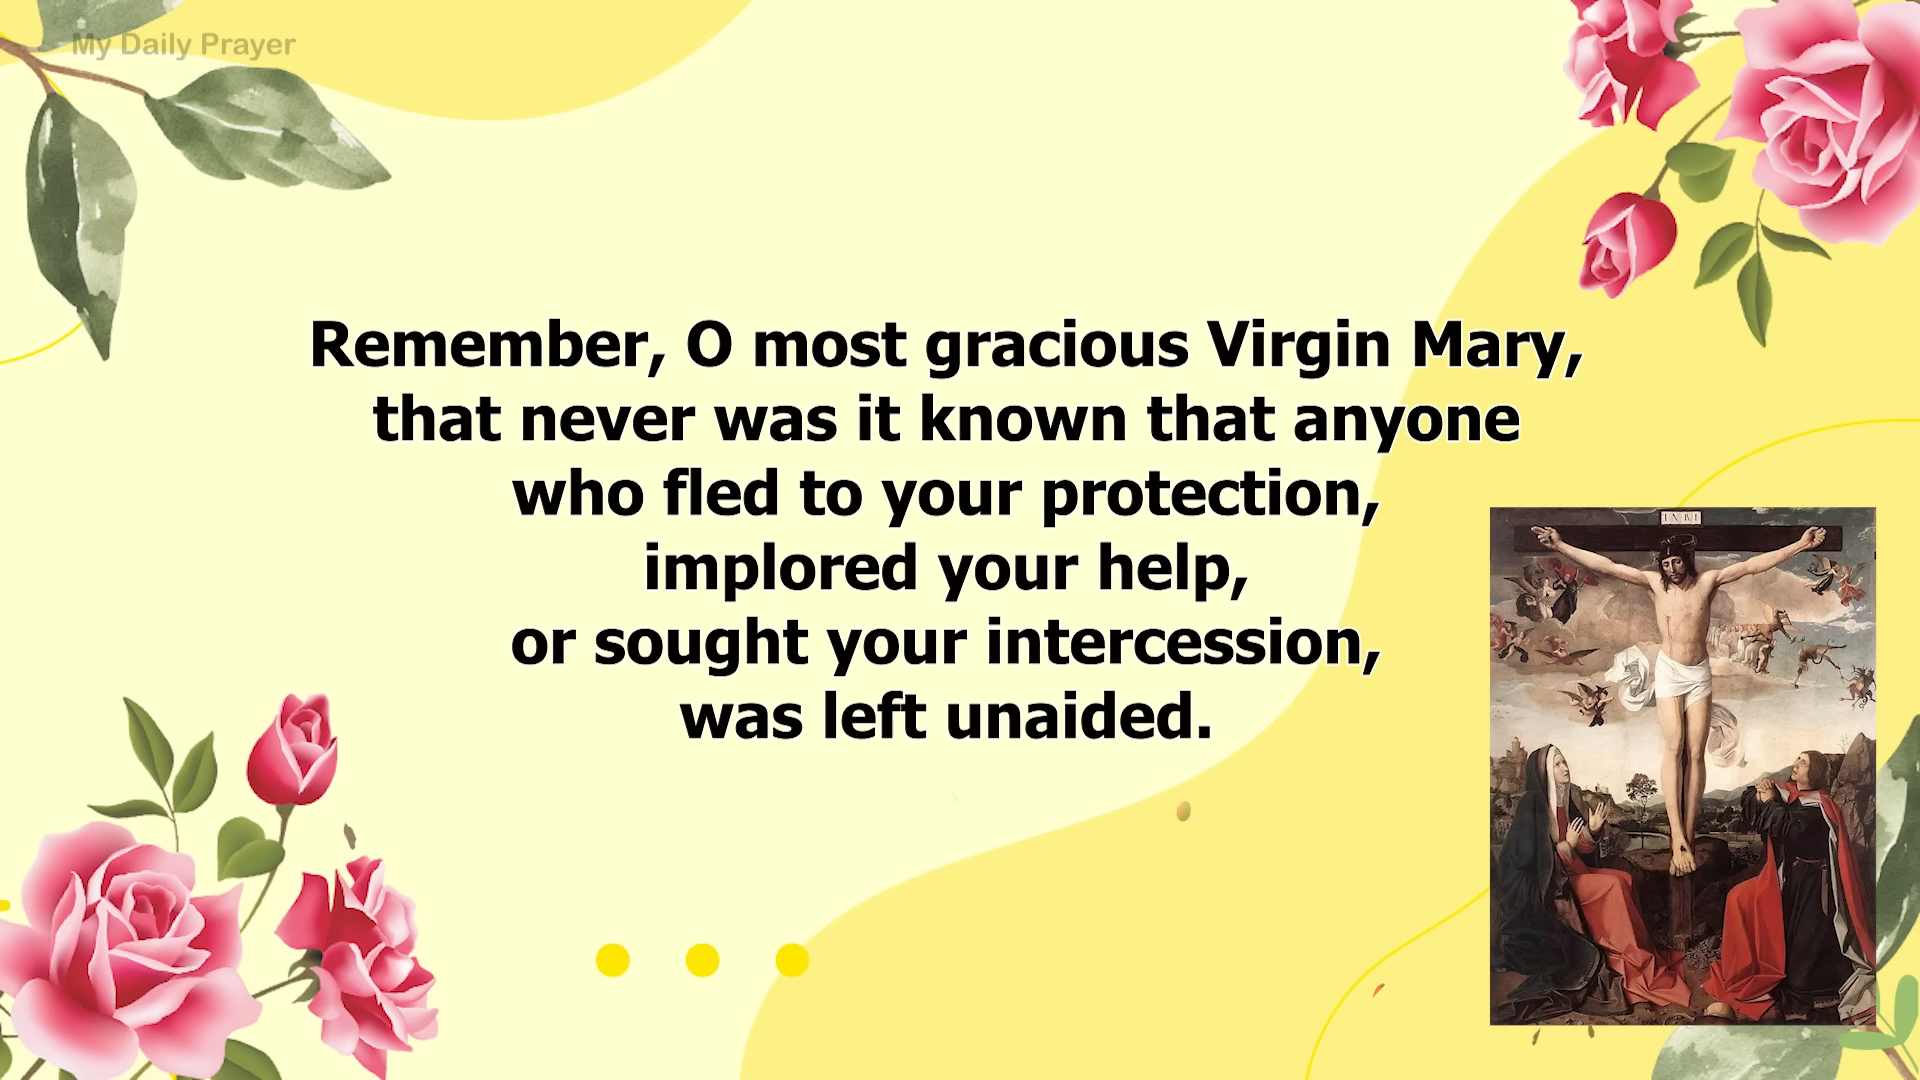 My Daily Prayer
Remember, O most gracious Virgin Mary,
that never was it known that anyone
who fled to your protection,
implored your help,
or sought your intercession,
was left unaided.
INRI